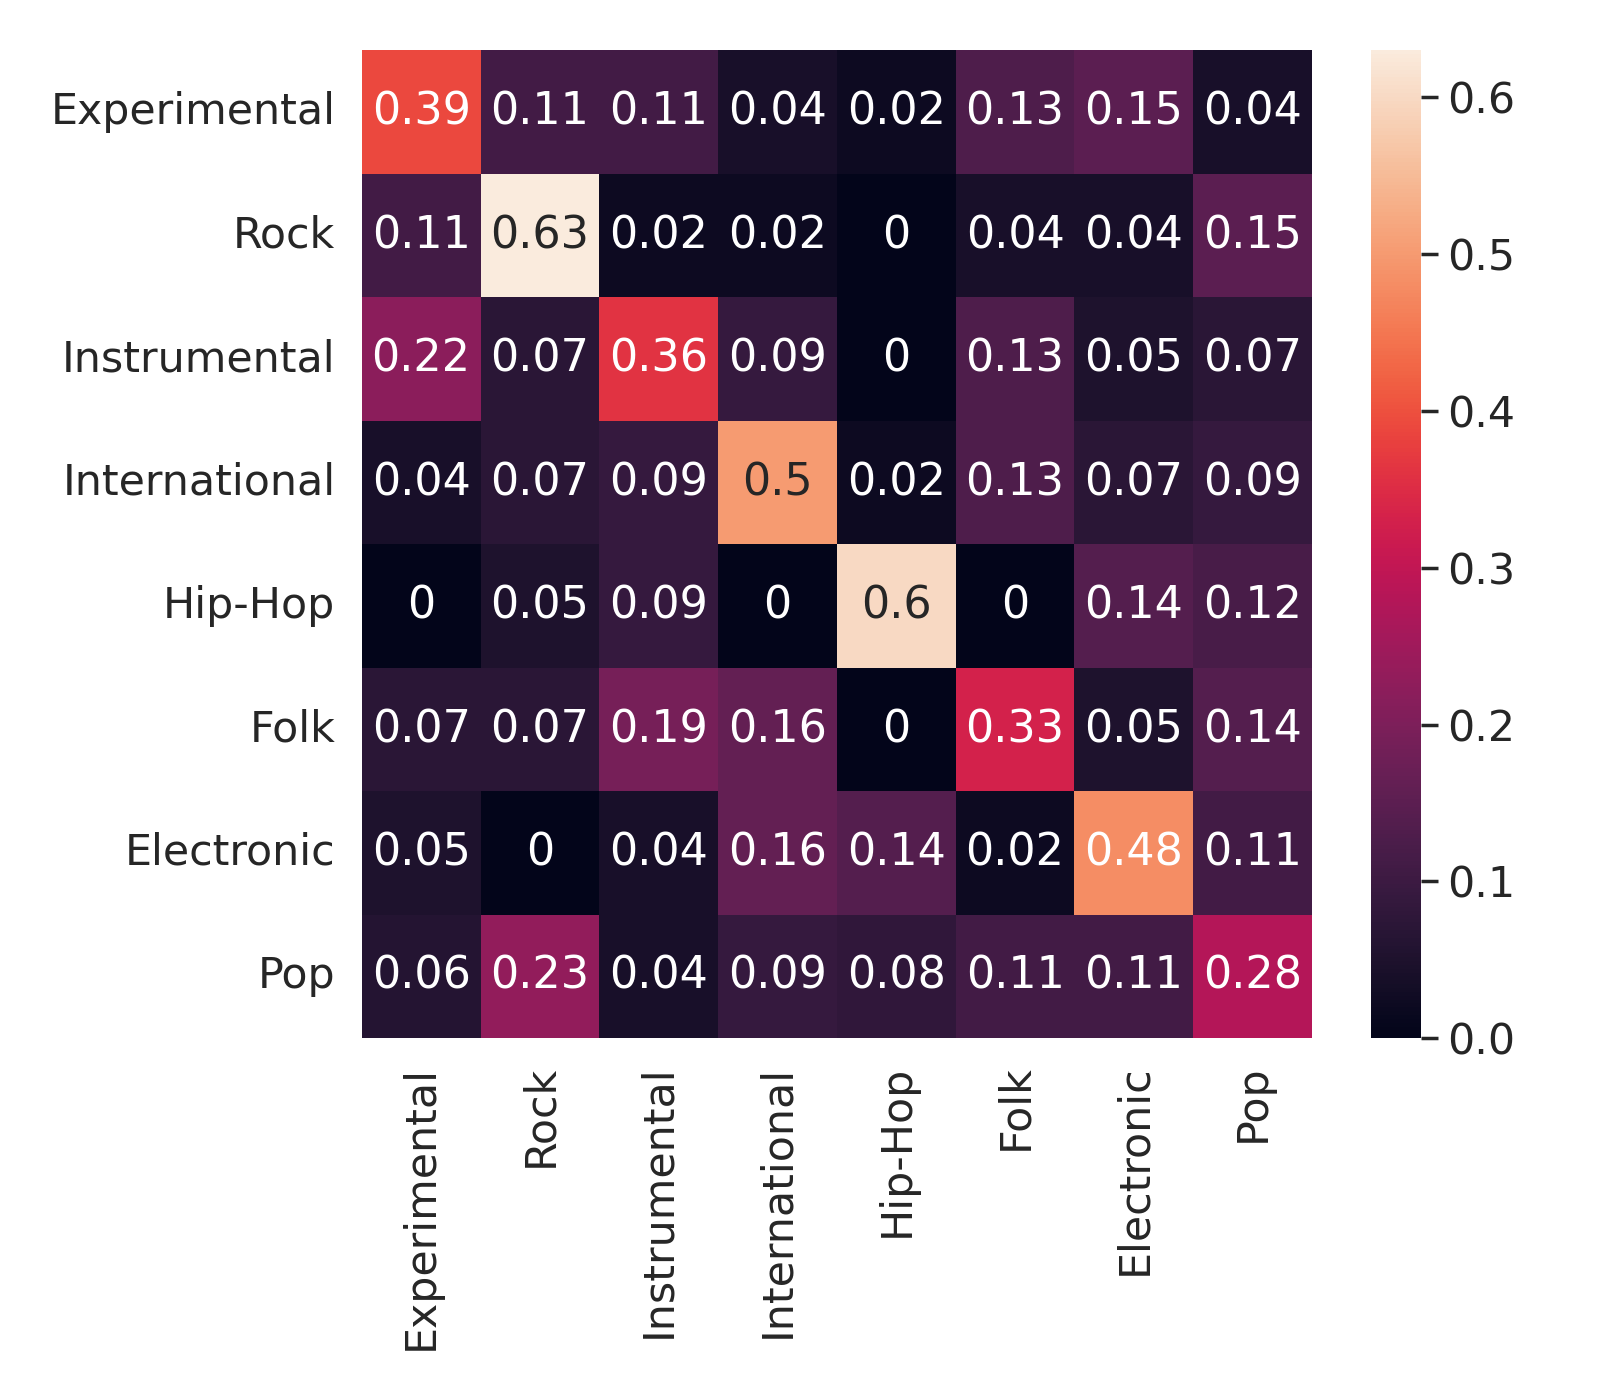 Experimental 0.39 0.11 0.11 0.04 0.02 0.13 0.15 0.04
Rock 0.11 0.63 0.02 0.02 0 0.04 0.04 0.15
Instrumental 0.22 0.07 0.36 0.09 0 0.13 0.05 0.07
International 0.04 0.07 0.09 0.5 0.02 0.13 0.07 0.09
Hip-Hop 0 0.05 0.09 0 0.6 0 0.14 0.12
Folk 0.07 0.07 0.19 0.16 0 0.33 0.05 0.14
Electronic 0.05 0 0.04 0.16 0.14 0.02 0.48 0.11
Pop 0.06 0.23 0.04 0.09 0.08 0.11 0.11 0.28
Experimental
Rock
Instrumental
International
Hip-Hop
Folk
Electronic
Pop
0.6
0.5
0.4
0.3
0.2
0.1
0.0